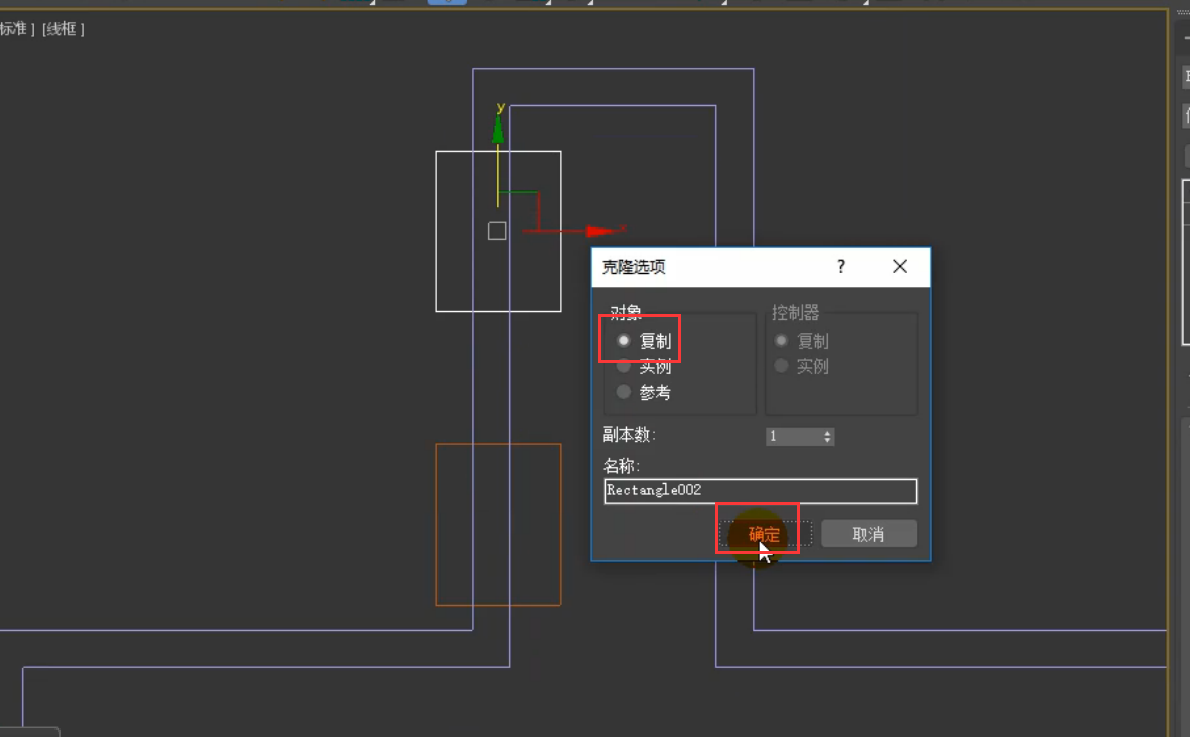 标准 ] [线框 ]
y
x
克隆选项
?
对象
控制器
复制
复制
实例
实例
参考
副本数:
1
名称:
Rectangle002
确定
取消